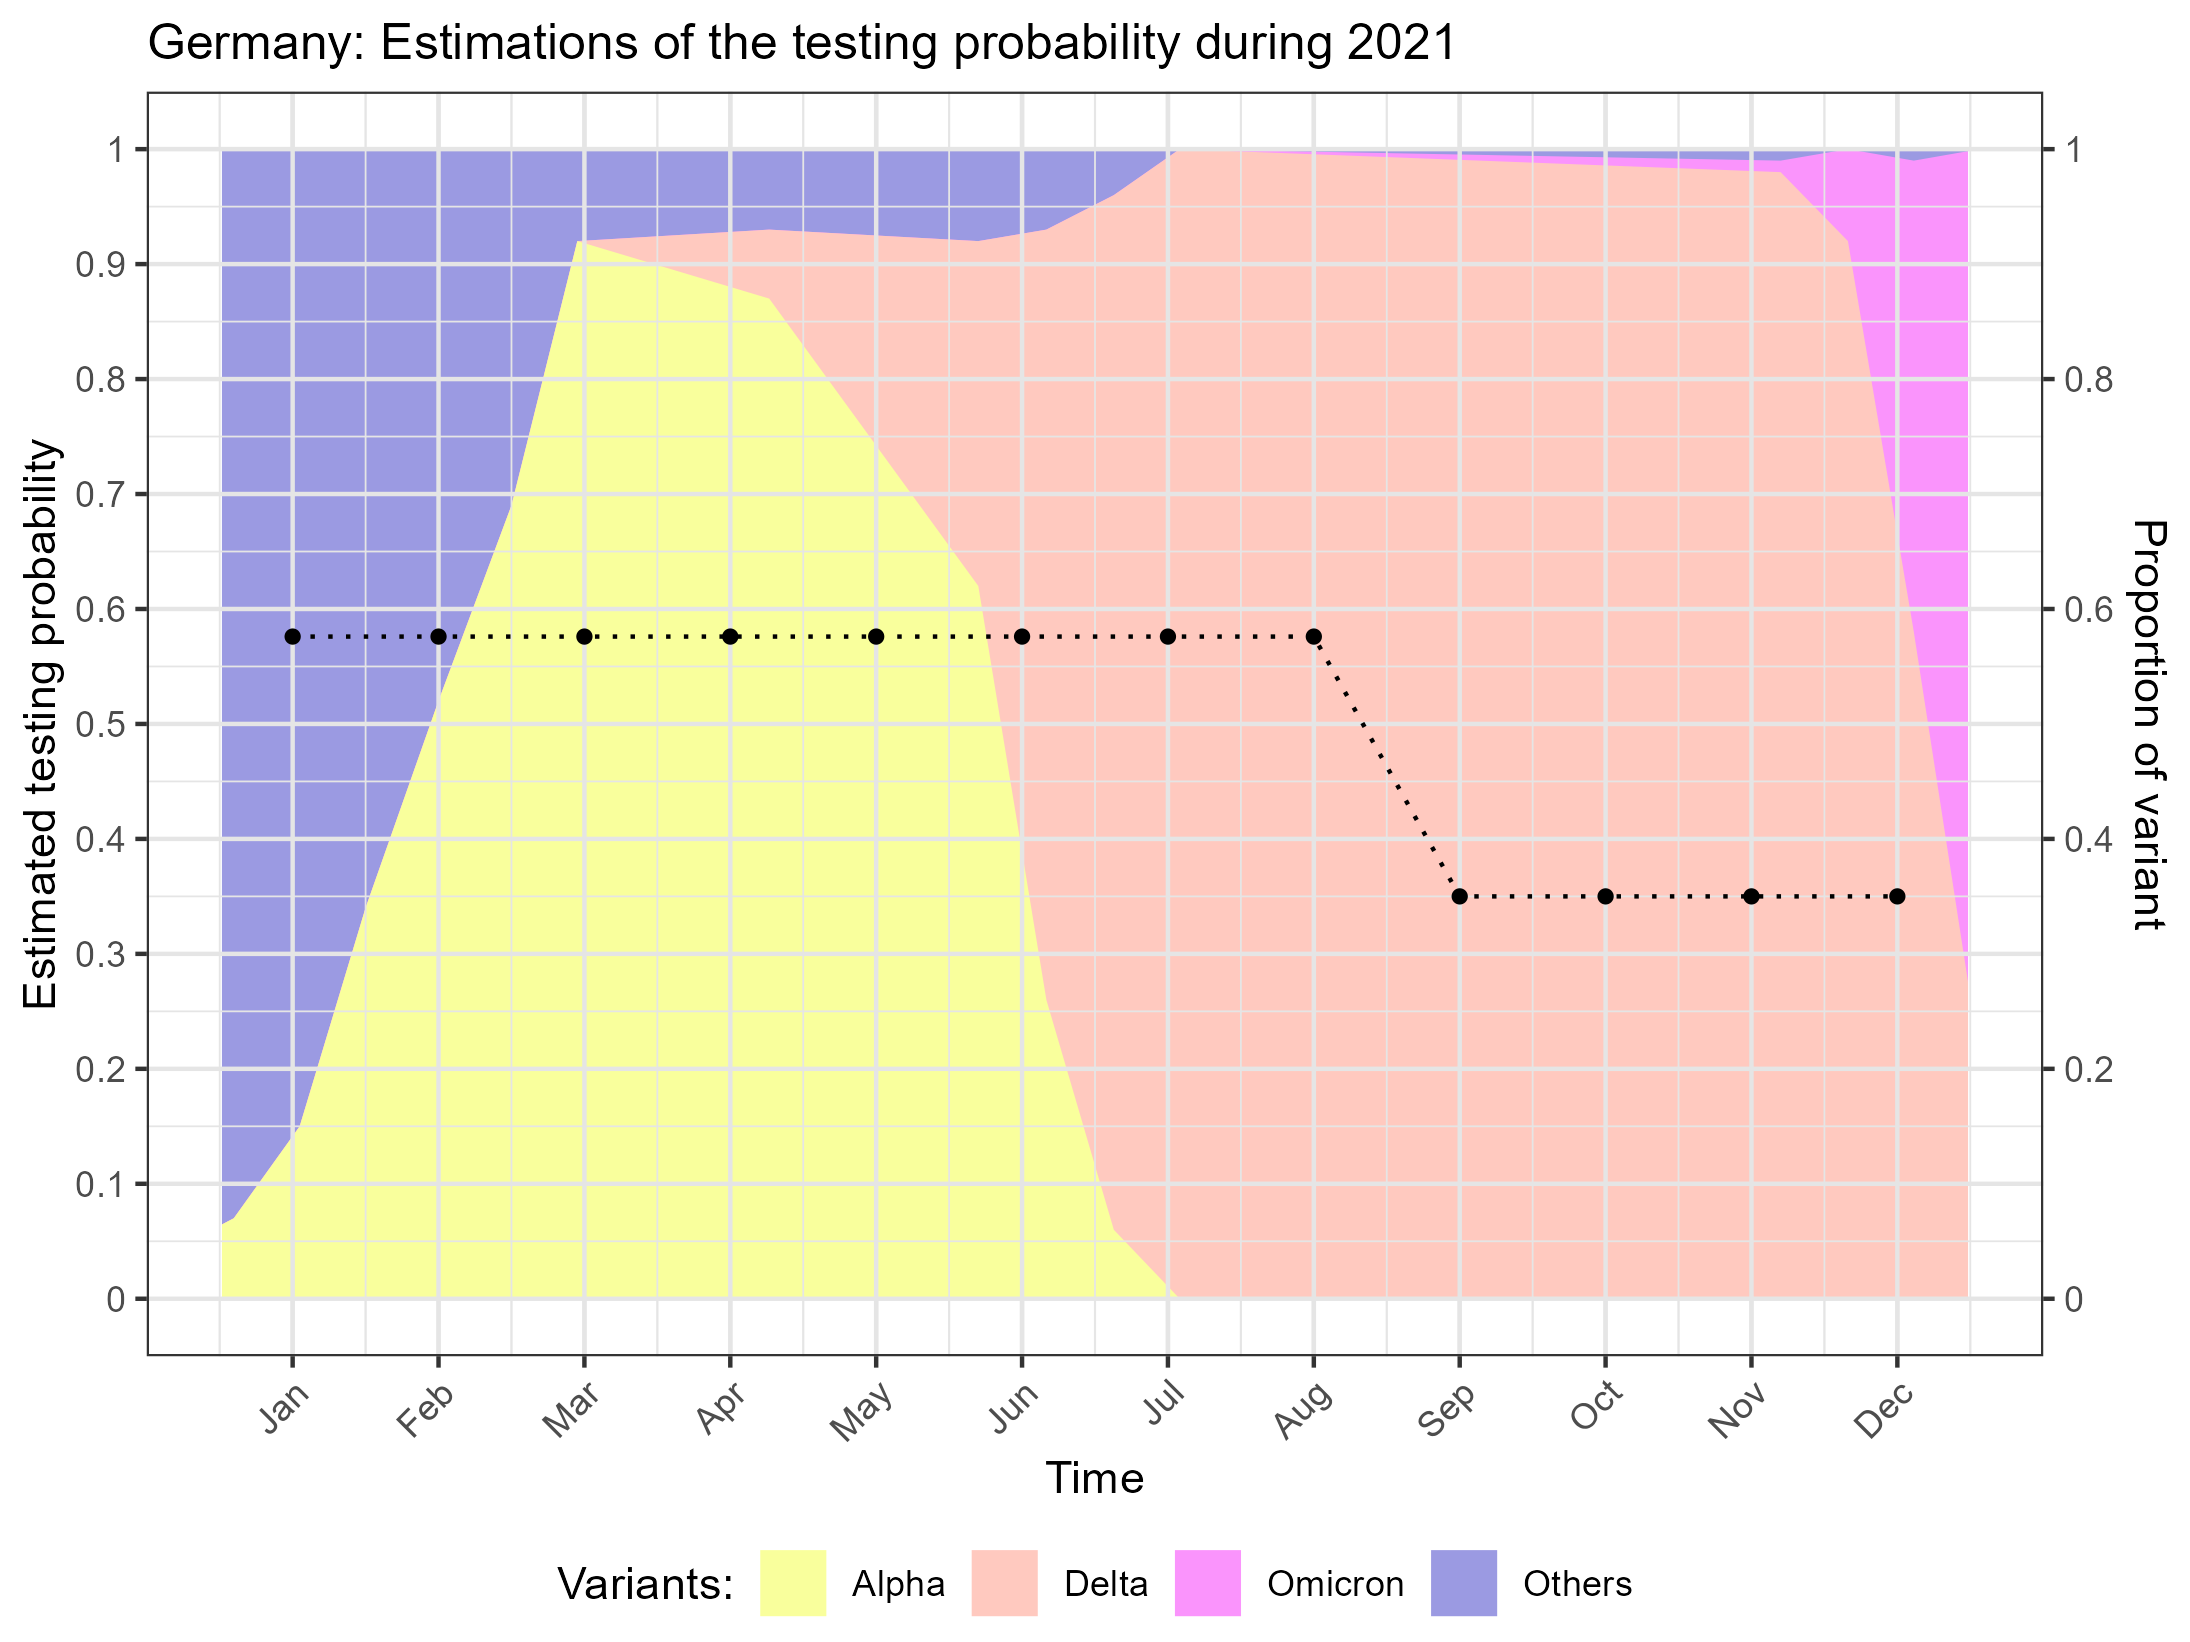 Germany: Estimations of the testing probability during 2021
Estimated testing probability
1
0.9
0.8
0.7
0.6
0.5
0.4
0.3
0.2
0.1
0
1
0.8
0.6
0.4
0.2
0
Proportion of variant
Jan
Feb
Mar
Apr
May
Jun
Jul
Aug
Sep
Oct
Nov
Dec
Time
Variants: Alpha Delta Omicron Others